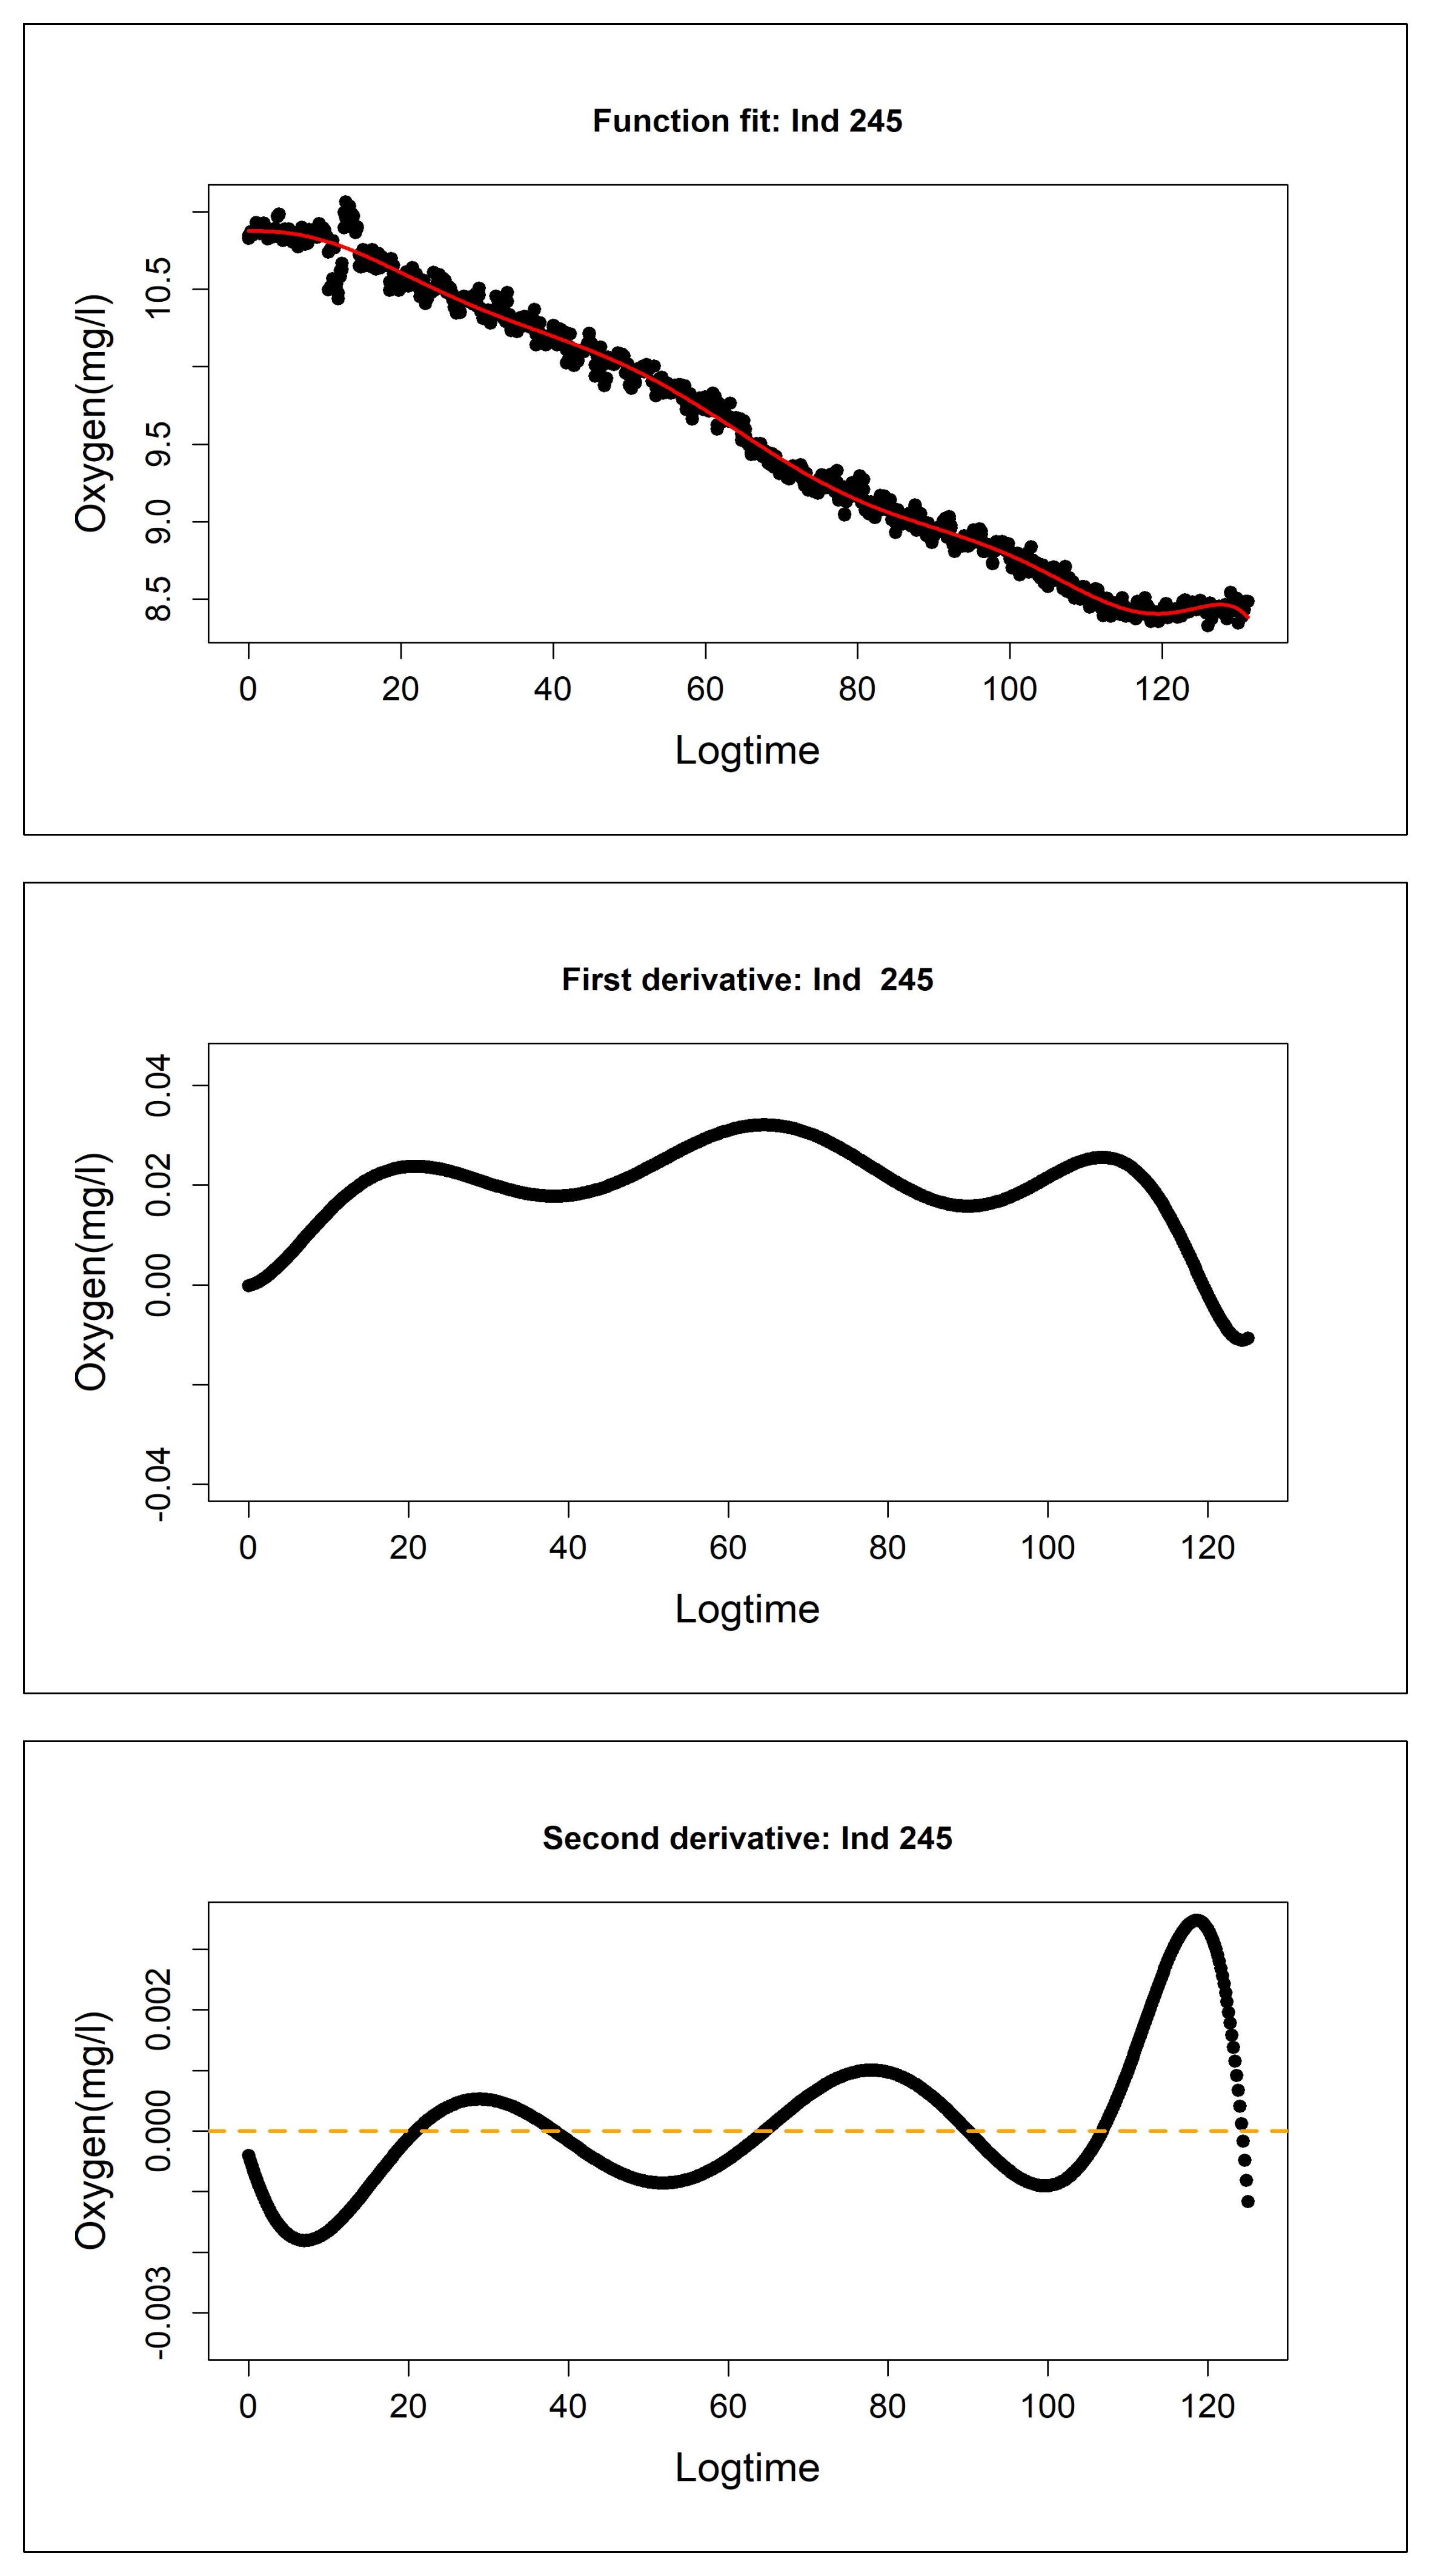 Function fit: Ind 245
10.5
9.5
9.0
8.5
Oxygen(mg/l)
0 20 40 60 80 100 120
Logtime
First derivative: Ind  245
0.04
0.02
0.00
-0.04
Oxygen(mg/l)
0 20 40 60 80 100 120
Logtime
Second derivative: Ind 245
0.002
0.000
-0.003
Oxygen(mg/l)
0 20 40 60 80 100 120
Logtime